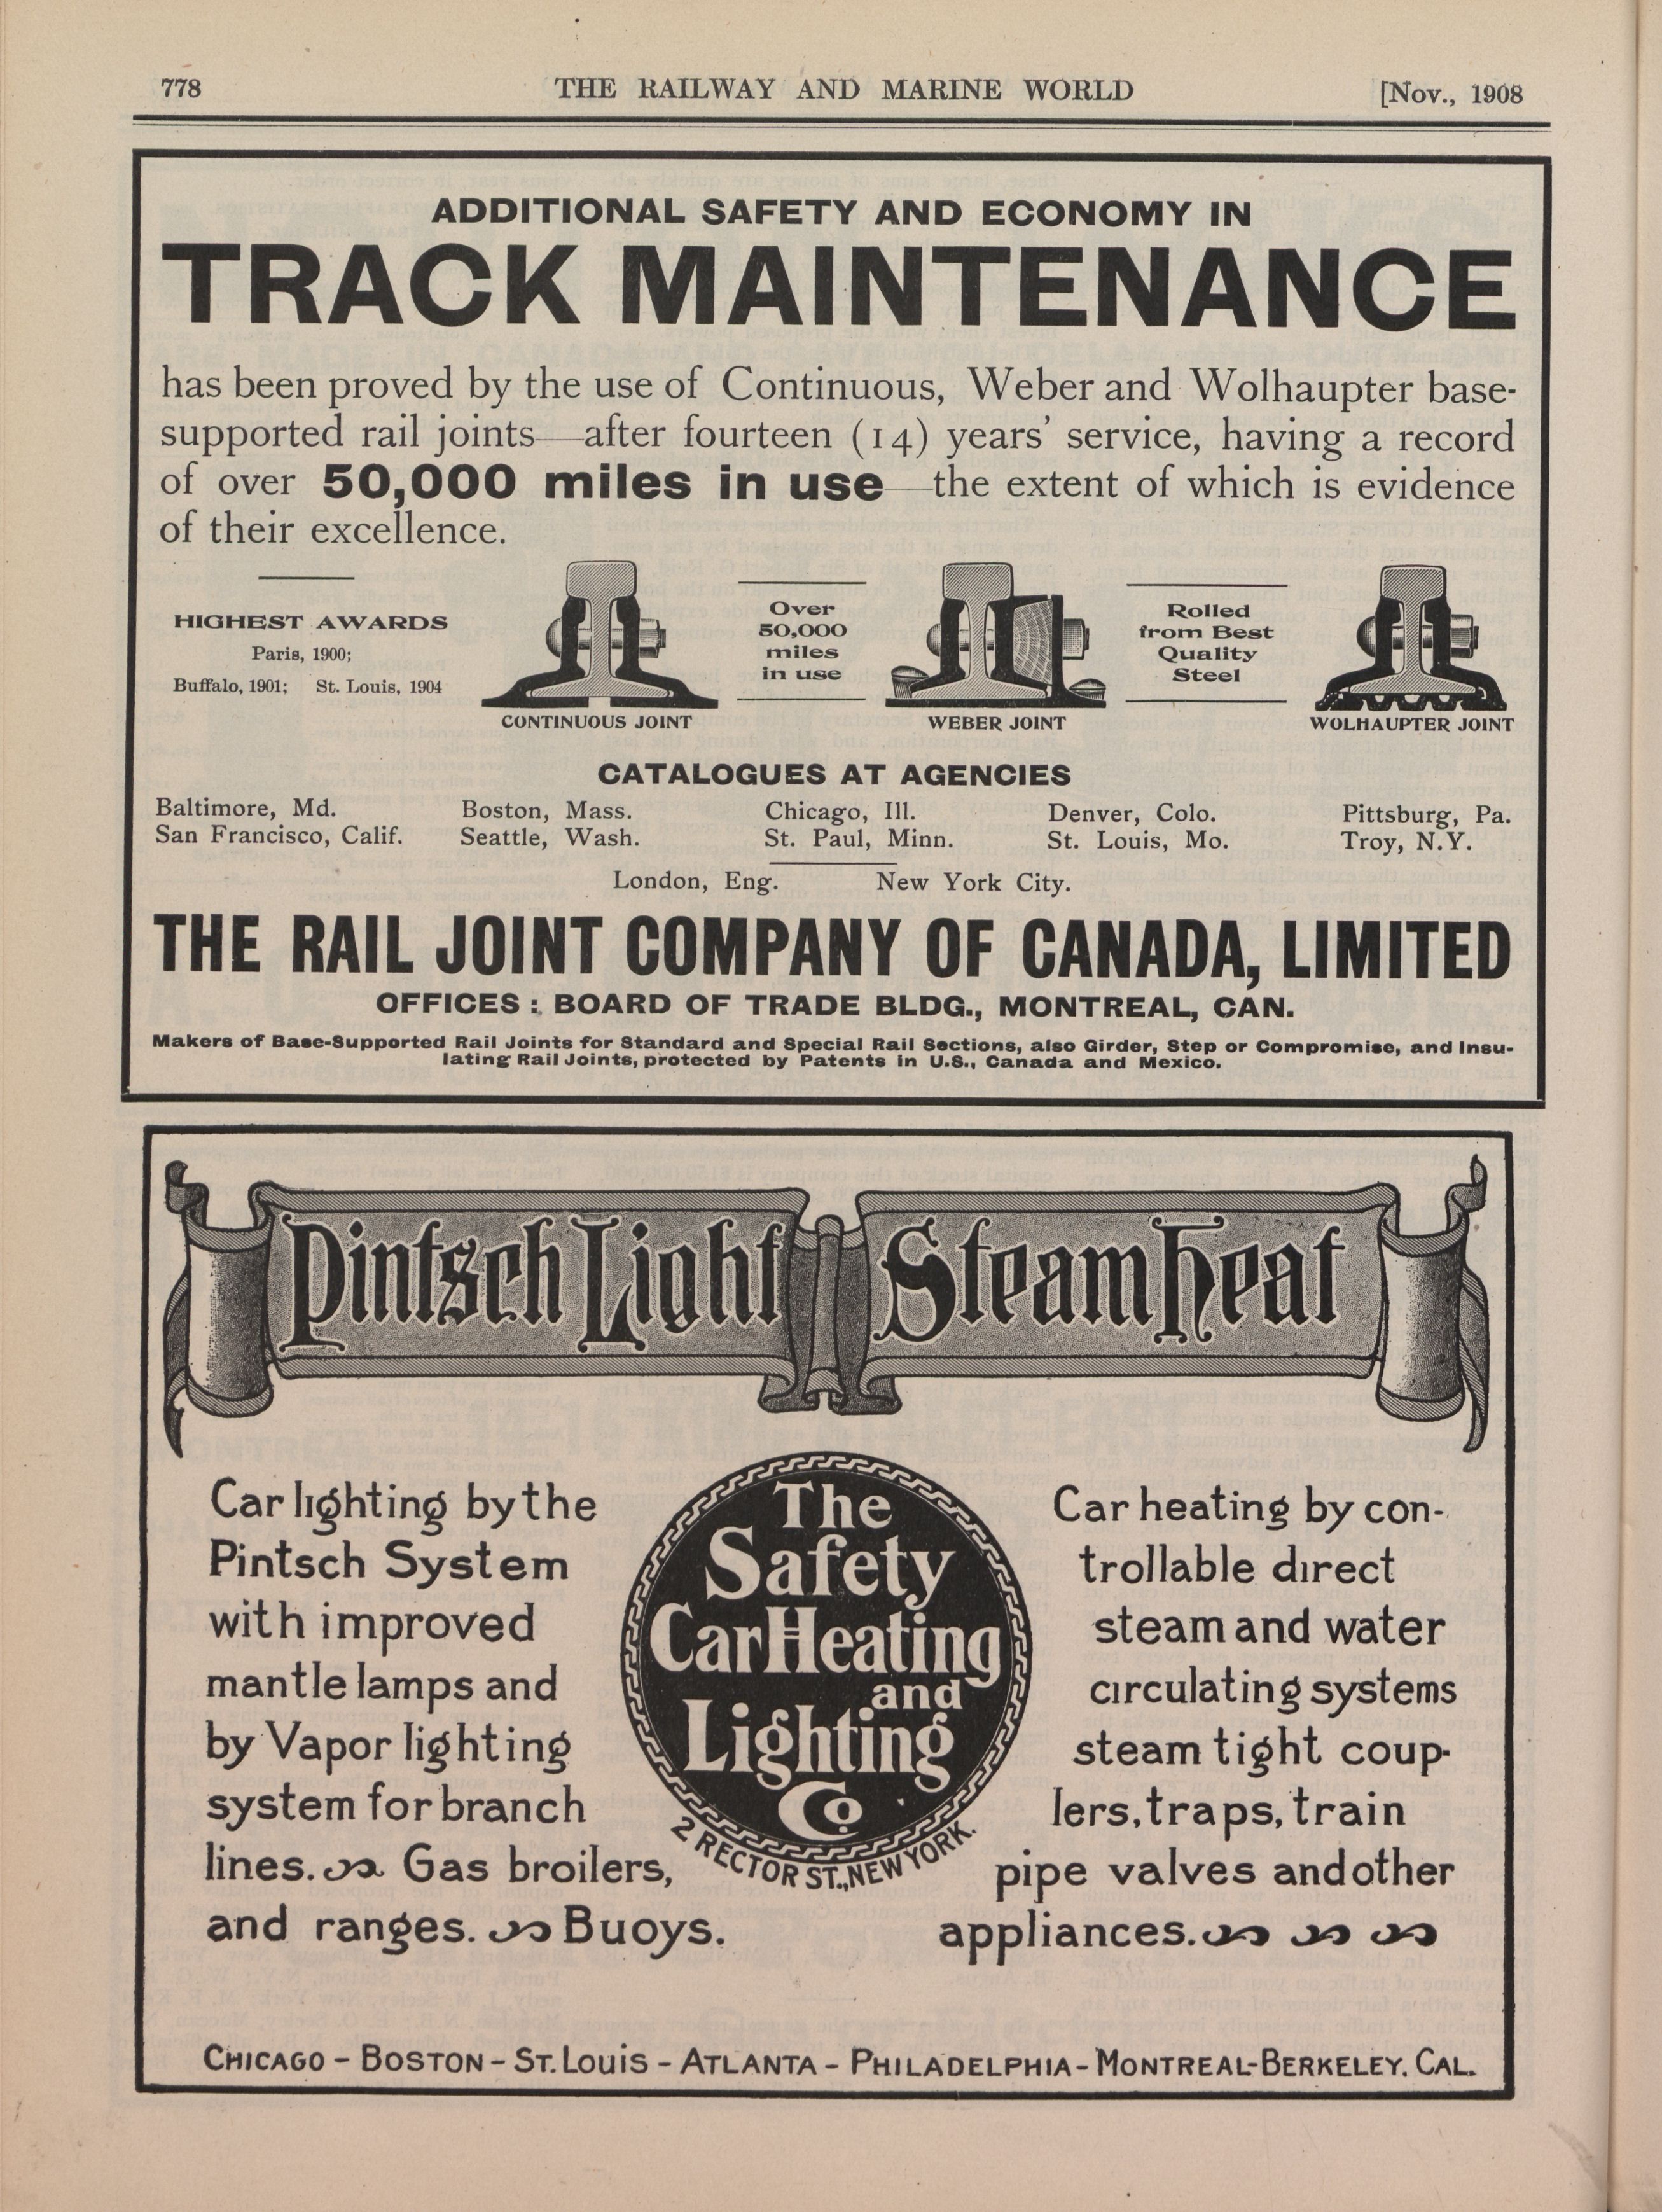 778
THE RAILWAY AND MARINE WORLD
[Nov., 1908
ADDITIONAL SAFETY AND ECONOMY IN
TRACK MAINTENANCE
has been proved by the use of Continuous, Weber and Wolhaupter base-
supported rail joints—after fourteen (14) years' service, having a record
of over 50,000 miles in use—the extent of which is evidence
of their excellence.
HIGHEST AWARDS
Paris, 1900;
Buffalo, 1901; St. Louis, 1904
CONTINUOUS JOINT
Over
50,000
miles
in use
WEBER JOINT
Rolled
from Best
Quality
Steel
WOLHAUPTER JOINT
CATALOGUES AT AGENCIES
Baltimore, Md. Boston, Mass. Chicago, Ill. Denver, Colo. Pittsburg, Pa.
San Francisco, Calif. Seattle, Wash. St. Paul, Minn. St. Louis, Mo. Troy, N.Y.
London, Eng. New York City.
THE RAIL JOINT COMPANY OF CANADA, LIMITED
OFFICES: BOARD OF TRADE BLDG., MONTREAL, CAN.
Makers of Base-Supported Rail Joints for Standard and Special Rail Sections, also Girder, Step or Compromise, and Insu-
lating Rail Joints, protected by Patents in U.S., Canada and Mexico.
Pintsch Light Steam Heat
Car lighting by the
Pintsch System
with improved
mantle lamps and
by Vapor lighting
system for branch
lines. Gas broilers,
and ranges. Buoys.
The
Safety
Car Heating
and
Lighting
Co
2 RECTOR ST., NEW YORK.
Car heating by con-
trollable direct
steam and water
circulating systems
steam tight coup-
lers, traps, train
pipe valves and other
appliances.
CHICAGO - BOSTON - ST. LOUIS - ATLANTA - PHILADELPHIA - MONTREAL - BERKELEY. CAL.